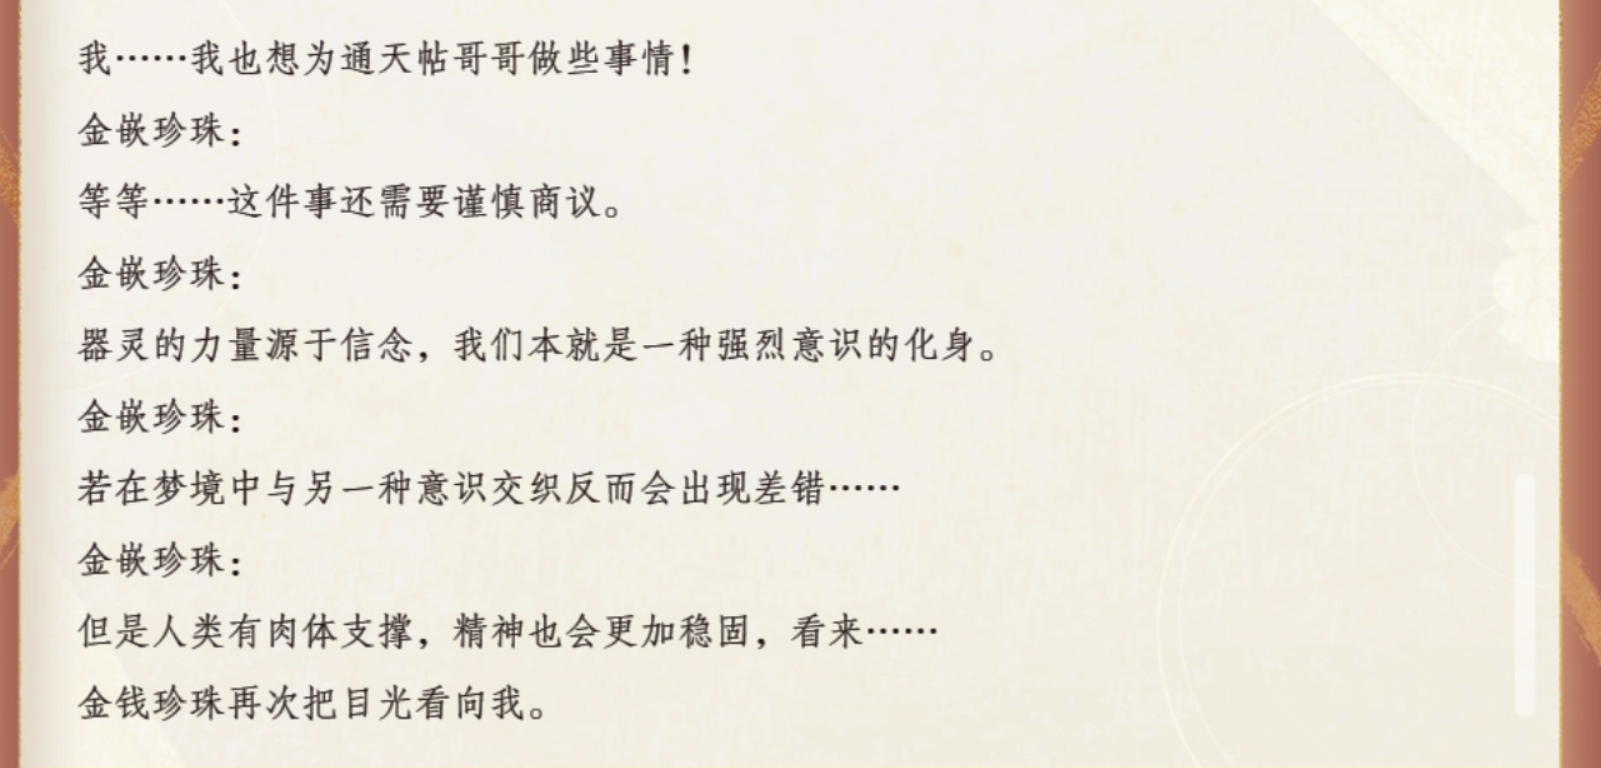 我……我也想为通天帖哥哥做些事情！
金嵌珍珠：
等等……这件事还需要谨慎商议。
金嵌珍珠：
器灵的力量源于信念，我们本就是一种强烈意识的化身。
金嵌珍珠：
若在梦境中与另一种意识交织反而会出现差错……
金嵌珍珠：
但是人类有肉体支撑，精神也会更加稳固，看来……
金钱珍珠再次把目光看向我。